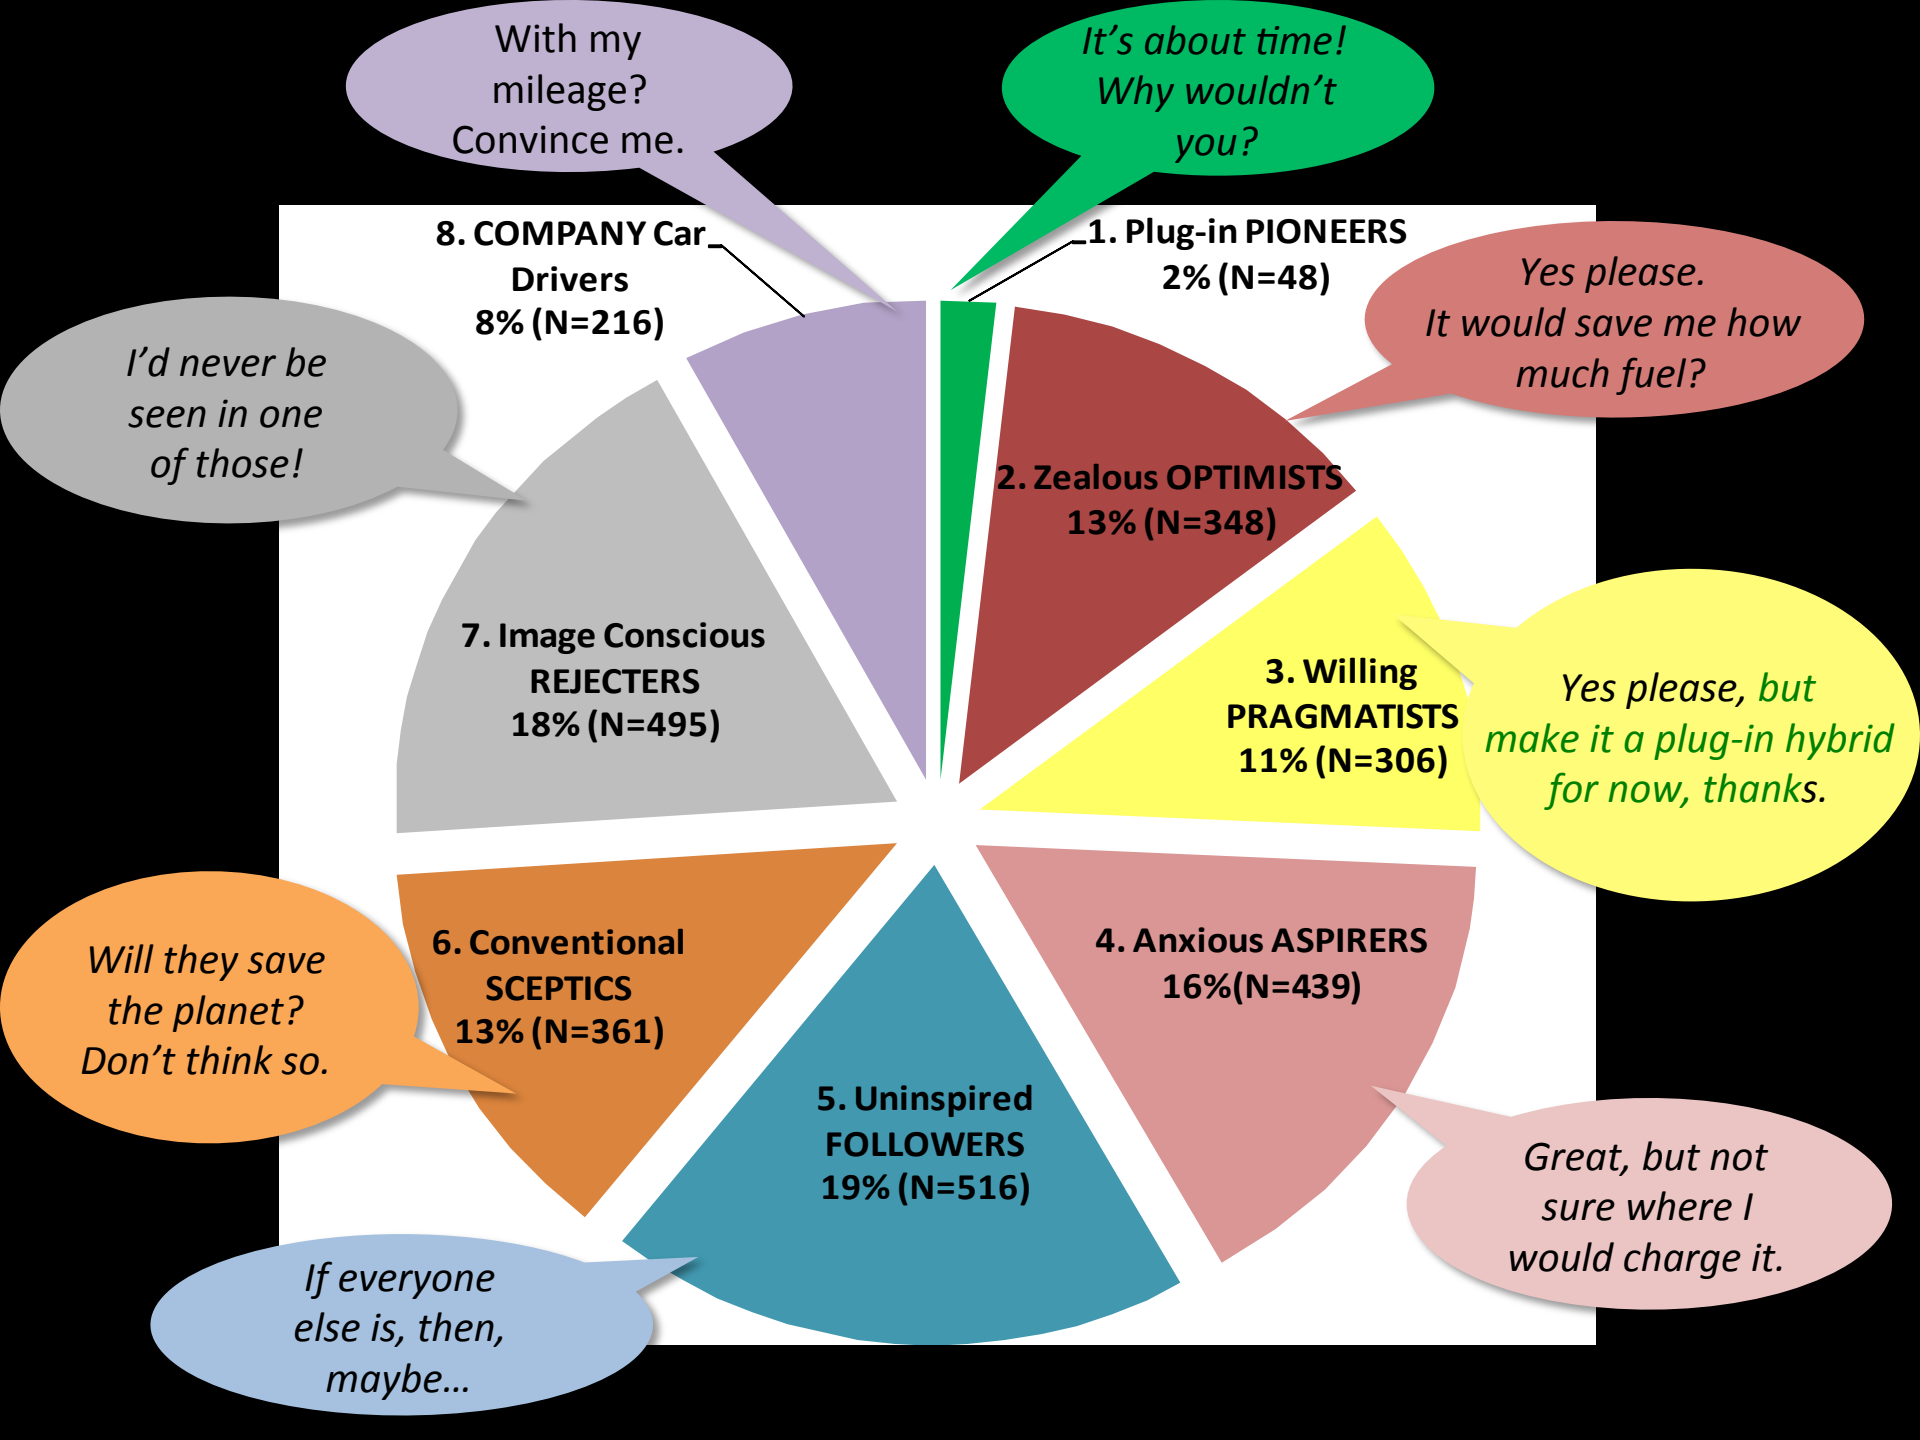 With my
mileage?
Convince me.
It's about time!
Why wouldn't
you?
8. COMPANY Car
Drivers
8% (N=216)
1. Plug-in PIONEERS
2% (N=48)
Yes please.
It would save me how
much fuel?
I'd never be
seen in one
of those!
2. Zealous OPTIMISTS
13% (N=348)
7. Image Conscious
REJECTERS
18% (N=495)
3. Willing
PRAGMATISTS
11% (N=306)
Yes please, but
make it a plug-in hybrid
for now, thanks.
6. Conventional
SCEPTICS
13% (N=361)
4. Anxious ASPIRERS
16%(N=439)
Will they save
the planet?
Don't think so.
5. Uninspired
FOLLOWERS
19% (N=516)
Great, but not
sure where I
would charge it.
If everyone
else is, then,
maybe...